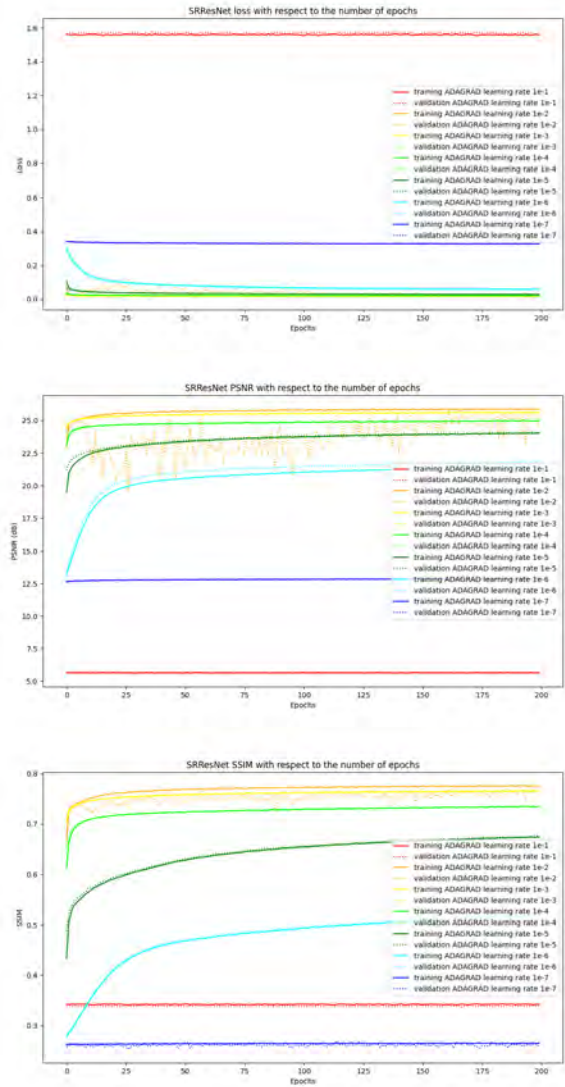 SRResNet loss with respect to the number of epochs
1.6
1.4
1.2
1.0
0.8
0.6
0.4
0.2
0.0
Loss
training ADAGRAD learning rate 1e-1
validation ADAGRAD learning rate 1e-1
training ADAGRAD learning rate 1e-2
validation ADAGRAD learning rate 1e-2
training ADAGRAD learning rate 1e-3
validation ADAGRAD learning rate 1e-3
training ADAGRAD learning rate 1e-4
validation ADAGRAD learning rate 1e-4
training ADAGRAD learning rate 1e-5
validation ADAGRAD learning rate 1e-5
training ADAGRAD learning rate 1e-6
validation ADAGRAD learning rate 1e-6
training ADAGRAD learning rate 1e-7
validation ADAGRAD learning rate 1e-7
0 25 50 75 100 125 150 175 200
Epochs
SRResNet PSNR with respect to the number of epochs
25.0
22.5
20.0
17.5
15.0
12.5
10.0
7.5
5.0
PSNR (db)
training ADAGRAD learning rate 1e-1
validation ADAGRAD learning rate 1e-1
training ADAGRAD learning rate 1e-2
validation ADAGRAD learning rate 1e-2
training ADAGRAD learning rate 1e-3
validation ADAGRAD learning rate 1e-3
training ADAGRAD learning rate 1e-4
validation ADAGRAD learning rate 1e-4
training ADAGRAD learning rate 1e-5
validation ADAGRAD learning rate 1e-5
training ADAGRAD learning rate 1e-6
validation ADAGRAD learning rate 1e-6
training ADAGRAD learning rate 1e-7
validation ADAGRAD learning rate 1e-7
0 25 50 75 100 125 150 175 200
Epochs
SRResNet SSIM with respect to the number of epochs
0.8
0.7
0.6
0.5
0.4
0.3
SSIM
training ADAGRAD learning rate 1e-1
validation ADAGRAD learning rate 1e-1
training ADAGRAD learning rate 1e-2
validation ADAGRAD learning rate 1e-2
training ADAGRAD learning rate 1e-3
validation ADAGRAD learning rate 1e-3
training ADAGRAD learning rate 1e-4
validation ADAGRAD learning rate 1e-4
training ADAGRAD learning rate 1e-5
validation ADAGRAD learning rate 1e-5
training ADAGRAD learning rate 1e-6
validation ADAGRAD learning rate 1e-6
training ADAGRAD learning rate 1e-7
validation ADAGRAD learning rate 1e-7
0 25 50 75 100 125 150 175 200
Epochs